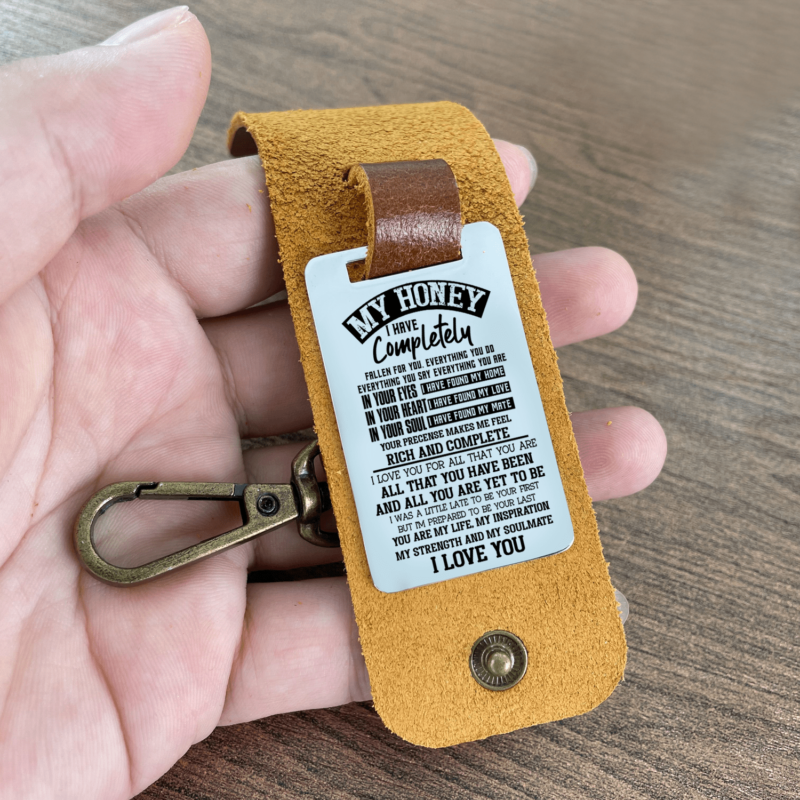 MY HONEY
I HAVE
Completely
FALLEN FOR YOU. EVERYTHING YOU DO
EVERYTHING YOU SAY EVERYTHING YOU ARE
IN YOUR EYES I HAVE FOUND MY HOME
IN YOUR HEART I HAVE FOUND MY LOVE
IN YOUR SOUL I HAVE FOUND MY MATE
YOUR PRECENSE MAKES ME FEEL
RICH AND COMPLETE
I LOVE YOU FOR ALL THAT YOU ARE
ALL THAT YOU HAVE BEEN
AND ALL YOU ARE YET TO BE
I WAS A LITTLE LATE TO BE YOUR FIRST
BUT I'M PREPARED TO BE YOUR LAST
YOU ARE MY LIFE. MY INSPIRATION
MY STRENGTH AND MY SOULMATE
I LOVE YOU